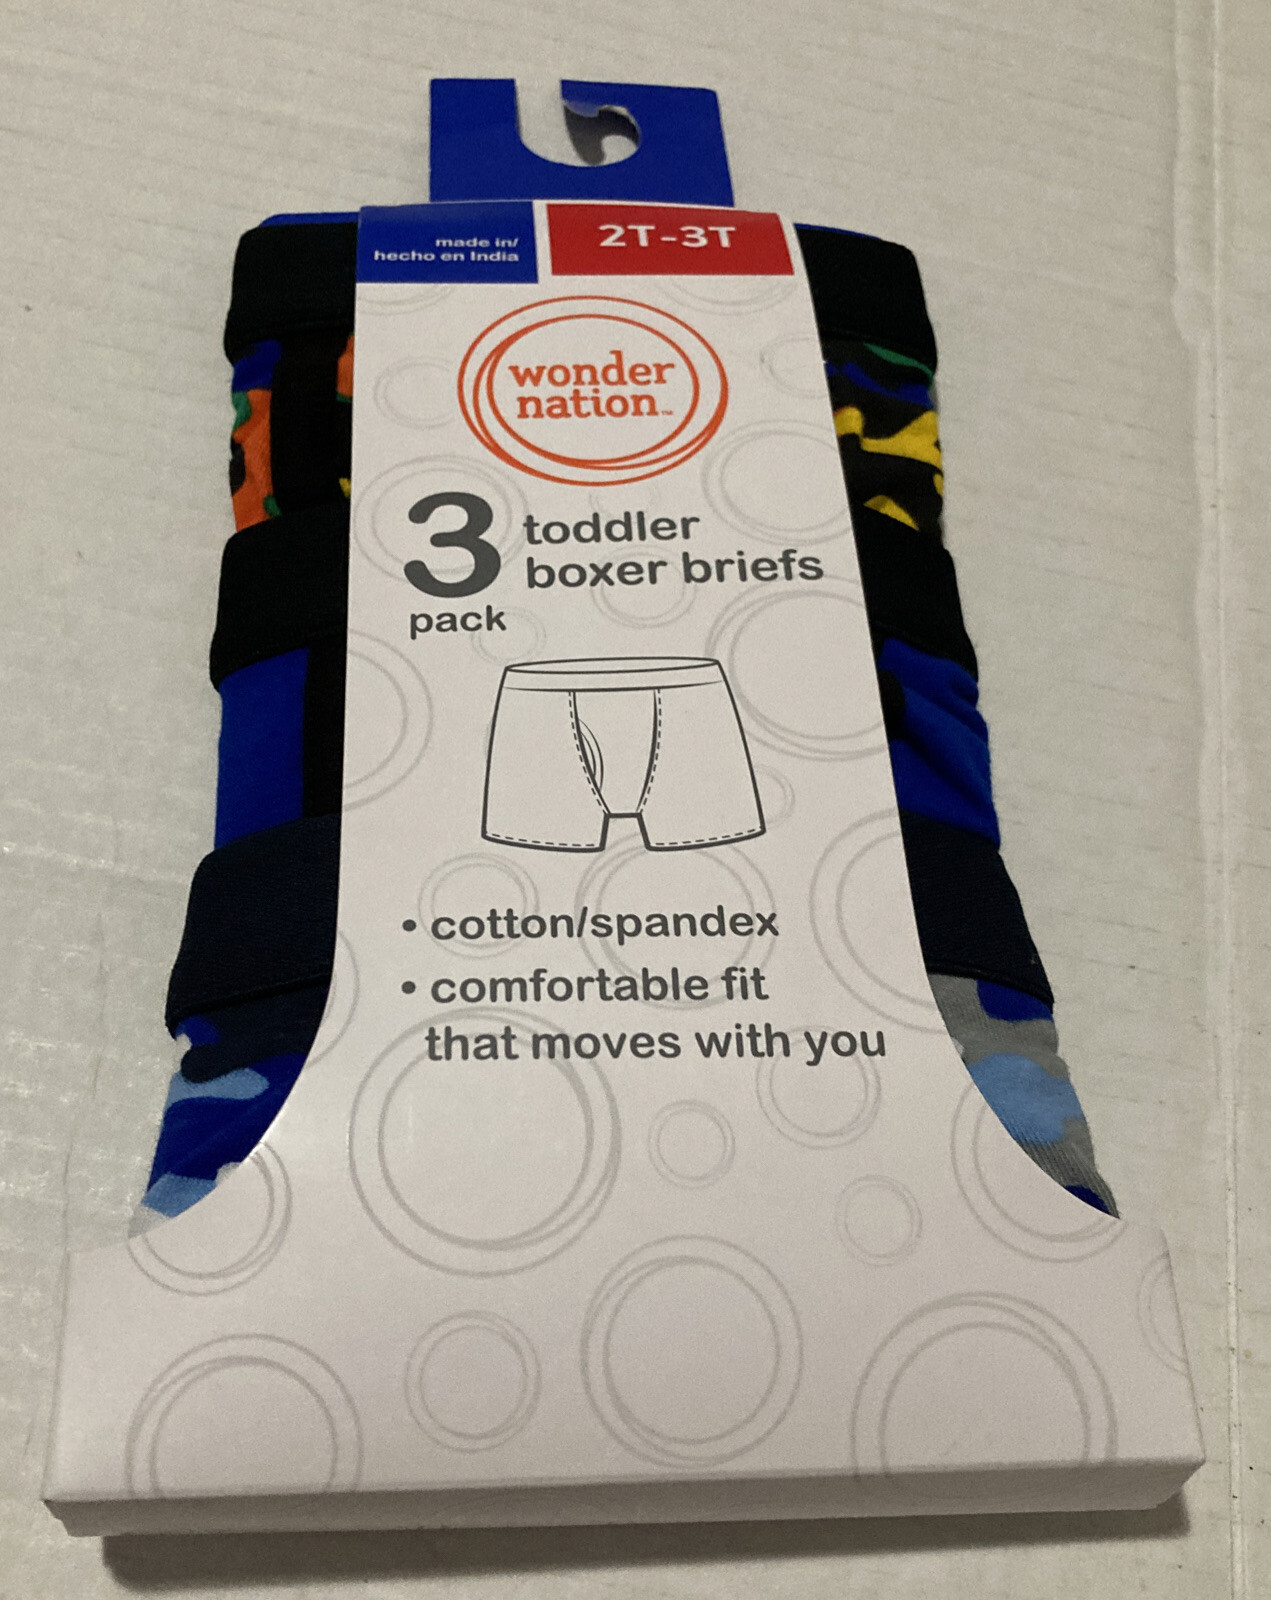 made in/
hecho en India
2T-3T
wonder
nation™
3
pack
toddler
boxer briefs
• cotton/spandex
• comfortable fit
that moves with you